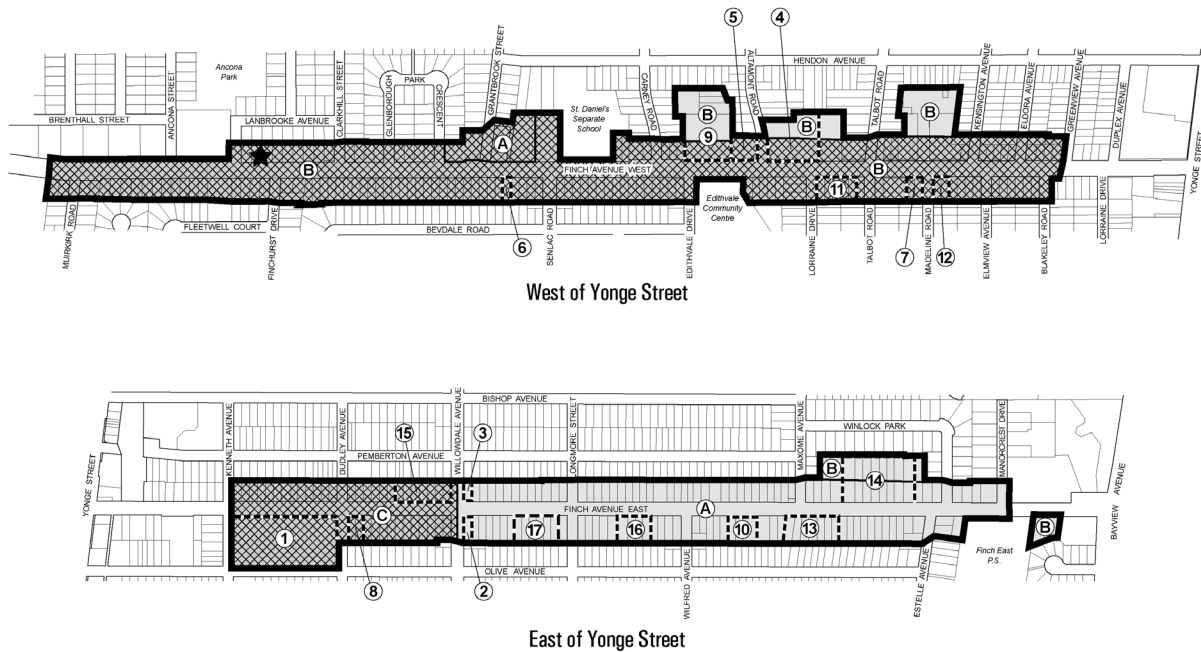 5
4
ANCONA STREET
Ancona
Park
CLARKHILL STREET
GLENBOROUGH
PARK
CRESCENT
GRANTBROOK STREET
St. Daniel's
Separate
School
CARNEY ROAD
ALTAMONT ROAD
HENDON AVENUE
TALBOT ROAD
KENSINGTON AVENUE
ELDORA AVENUE
GREENVIEW AVENUE
DUPLEX AVENUE
YONGE STREET
BRENTHALL STREET
LANBROOKE AVENUE
A
B
9
B
B
B
FINCH AVENUE WEST
B
11
Edithvale
Community
Centre
MUIRKIRK ROAD
FLEETWELL COURT
FINCHURST DRIVE
BEVDALE ROAD
6
SENLAC ROAD
EDITHVALE DRIVE
LORRAINE DRIVE
TALBOT ROAD
7
MADELINE ROAD
12
ELMVIEW AVENUE
BLAKELEY ROAD
LORRAINE DRIVE
West of Yonge Street
YONGE STREET
KENNETH AVENUE
DUDLEY AVENUE
15
PEMBERTON AVENUE
WILLOWDALE AVENUE
3
BISHOP AVENUE
LONGMORE STREET
MAXOME AVENUE
WINLOCK PARK
MANORCREST DRIVE
BAYVIEW AVENUE
B
14
C
FINCH AVENUE EAST
A
1
17
16
10
13
B
Finch East
P.S.
8
2
OLIVE AVENUE
WILFRED AVENUE
ESTELLE AVENUE
East of Yonge Street